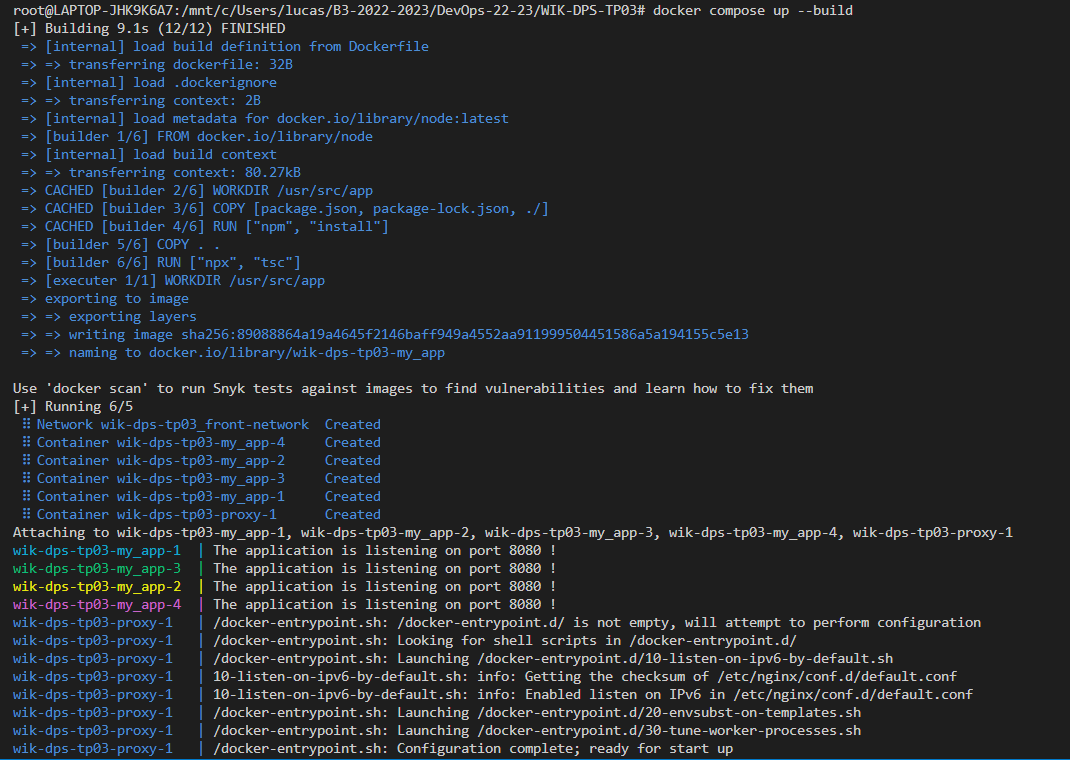 root@LAPTOP-JHK9K6A7:/mnt/c/Users/lucas/B3-2022-2023/DevOps-22-23/WIK-DPS-TP03# docker compose up --build
[+] Building 9.1s (12/12) FINISHED
=> [internal] load build definition from Dockerfile
=> => transferring dockerfile: 32B
=> [internal] load .dockerignore
=> => transferring context: 2B
=> [internal] load metadata for docker.io/library/node:latest
=> [builder 1/6] FROM docker.io/library/node
=> [internal] load build context
=> => transferring context: 80.27kB
=> CACHED [builder 2/6] WORKDIR /usr/src/app
=> CACHED [builder 3/6] COPY [package.json, package-lock.json, ./]
=> CACHED [builder 4/6] RUN ["npm", "install"]
=> [builder 5/6] COPY . .
=> [builder 6/6] RUN ["npx", "tsc"]
=> [executer 1/1] WORKDIR /usr/src/app
=> exporting to image
=> => exporting layers
=> => writing image sha256:89088864a19a4645f2146baff949a4552aa911999504451586a5a194155c5e13
=> => naming to docker.io/library/wik-dps-tp03-my_app
Use 'docker scan' to run Snyk tests against images to find vulnerabilities and learn how to fix them
[+] Running 6/5
⠿ Network wik-dps-tp03_front-network  Created
⠿ Container wik-dps-tp03-my_app-4     Created
⠿ Container wik-dps-tp03-my_app-2     Created
⠿ Container wik-dps-tp03-my_app-3     Created
⠿ Container wik-dps-tp03-my_app-1     Created
⠿ Container wik-dps-tp03-proxy-1      Created
Attaching to wik-dps-tp03-my_app-1, wik-dps-tp03-my_app-2, wik-dps-tp03-my_app-3, wik-dps-tp03-my_app-4, wik-dps-tp03-proxy-1
wik-dps-tp03-my_app-1  | The application is listening on port 8080 !
wik-dps-tp03-my_app-3  | The application is listening on port 8080 !
wik-dps-tp03-my_app-2  | The application is listening on port 8080 !
wik-dps-tp03-my_app-4  | The application is listening on port 8080 !
wik-dps-tp03-proxy-1   | /docker-entrypoint.sh: /docker-entrypoint.d/ is not empty, will attempt to perform configuration
wik-dps-tp03-proxy-1   | /docker-entrypoint.sh: Looking for shell scripts in /docker-entrypoint.d/
wik-dps-tp03-proxy-1   | /docker-entrypoint.sh: Launching /docker-entrypoint.d/10-listen-on-ipv6-by-default.sh
wik-dps-tp03-proxy-1   | 10-listen-on-ipv6-by-default.sh: info: Getting the checksum of /etc/nginx/conf.d/default.conf
wik-dps-tp03-proxy-1   | 10-listen-on-ipv6-by-default.sh: info: Enabled listen on IPv6 in /etc/nginx/conf.d/default.conf
wik-dps-tp03-proxy-1   | /docker-entrypoint.sh: Launching /docker-entrypoint.d/20-envsubst-on-templates.sh
wik-dps-tp03-proxy-1   | /docker-entrypoint.sh: Launching /docker-entrypoint.d/30-tune-worker-processes.sh
wik-dps-tp03-proxy-1   | /docker-entrypoint.sh: Configuration complete; ready for start up